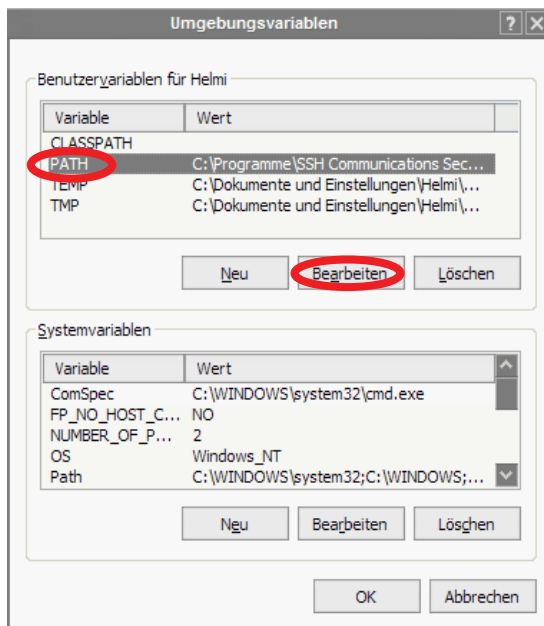 Umgebungsvariablen
Benutzervariablen für Helmi
Variable Wert
CLASSPATH
PATH C:\Programme\SSH Communications Sec...
TEMP C:\Dokumente und Einstellungen\Helmi\...
TMP C:\Dokumente und Einstellungen\Helmi\...
Neu Bearbeiten Löschen
Systemvariablen
Variable Wert
ComSpec C:\WINDOWS\system32\cmd.exe
FP_NO_HOST_C... NO
NUMBER_OF_P... 2
OS Windows_NT
Path C:\WINDOWS\system32;C:\WINDOWS;...
Neu Bearbeiten Löschen
OK Abbrechen